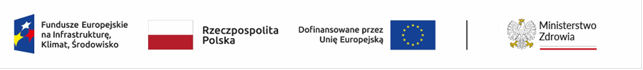 Fundusze Europejskie
na Infrastrukturę,
Klimat, Środowisko
Rzeczpospolita
Polska
Dofinansowane przez
Unię Europejską
Ministerstwo
Zdrowia